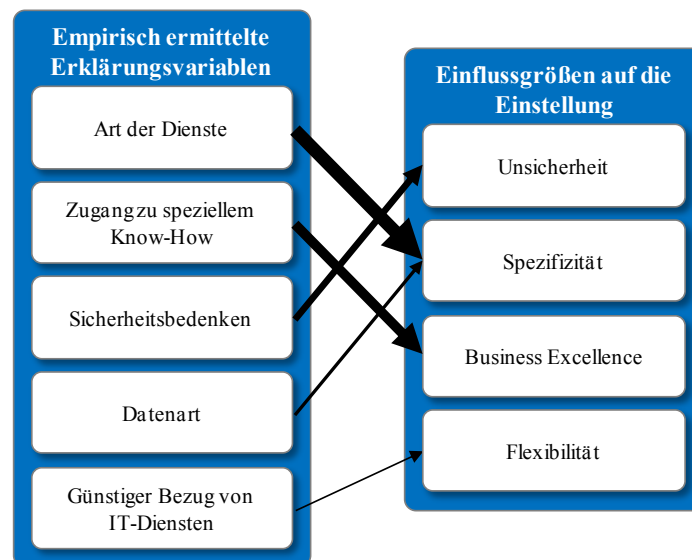 Empirisch ermittelte
Erklärungsvariablen
Art der Dienste
Zugang zu speziellem
Know-How
Sicherheitsbedenken
Datenart
Günstiger Bezug von
IT-Diensten
Einflussgrößen auf die
Einstellung
Unsicherheit
Spezifizität
Business Excellence
Flexibilität